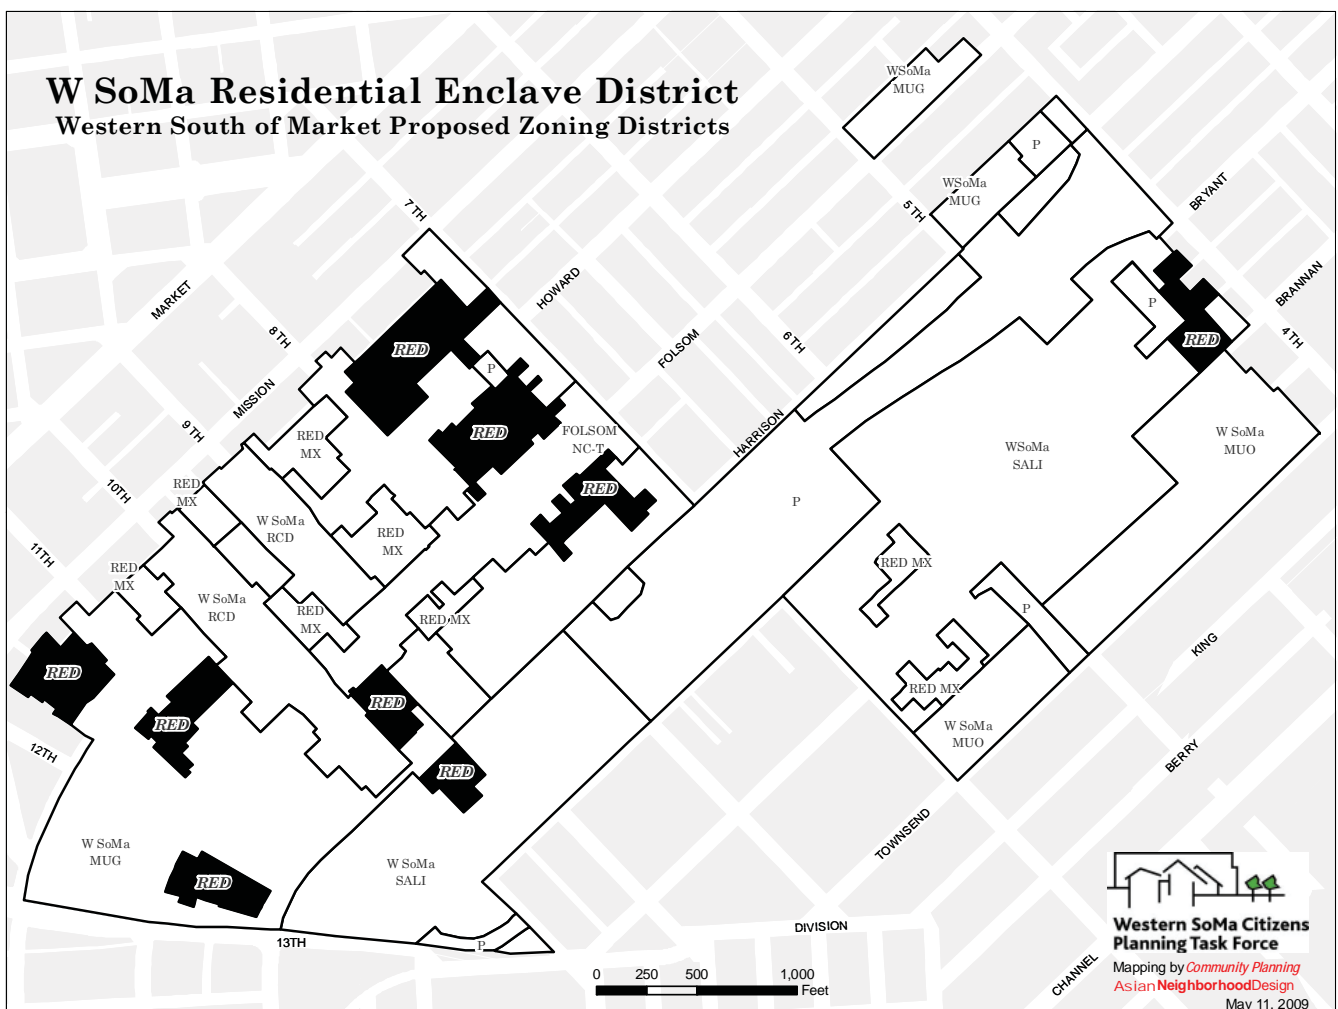 W SoMa Residential Enclave District
Western South of Market Proposed Zoning Districts
WSoMa
MUG
P
WSoMa
MUG
BRYANT
5 TH
7 TH
HOWARD
BRANNAN
MARKET
P
8 TH
FOLSOM
6 TH
4 TH
RED
RED
P
MISSION
HARRISON
9 TH
RED
MX
RED
FOLSOM
NC-T
W SoMa
MUO
WSoMa
SALI
10TH
RED
MX
RED
P
W SoMa
RCD
RED
MX
11TH
RED
MX
RED MX
W SoMa
RCD
RED
MX
RED MX
P
KING
RED
RED
RED MX
RED
W SoMa
MUO
12TH
RED
BERRY
TOWNSEND
W SoMa
MUG
W SoMa
SALI
RED
13TH
P
DIVISION
CHANNEL
0 250 500 1,000
Feet
Western SoMa Citizens
Planning Task Force
Mapping by Community Planning
Asian NeighborhoodDesign
May 11, 2009